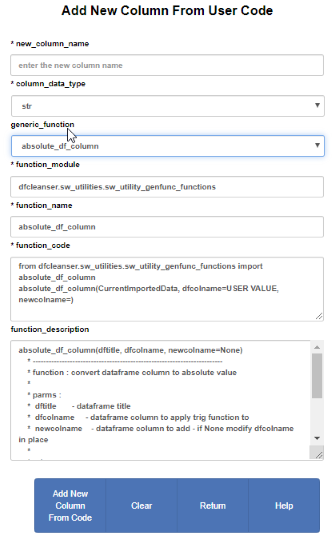 Add New Column From User Code
* new_column_name
enter the new column name
* column_data_type
str
generic_function
absolute_df_column
* function_module
dfcleanser.sw_utilities.sw_utility_genfunc_functions
* function_name
absolute_df_column
* function_code
from dfcleanser.sw_utilities.sw_utility_genfunc_functions import
absolute_df_column
absolute_df_column(CurrentImportedData, dfcolname=USER VALUE,
newcolname=)
function_description
absolute_df_column(dftitle, dfcolname, newcolname=None)
* ------------------------------------------------------------------------
* function : convert dataframe column to absolute value
*
* parms :
* dftitle - dataframe title
* dfcolname - dataframe column to apply trig function to
* newcolname - dataframe column to add - if None modify dfcolname
in place
*
Add New
Column
From Code
Clear
Return
Help